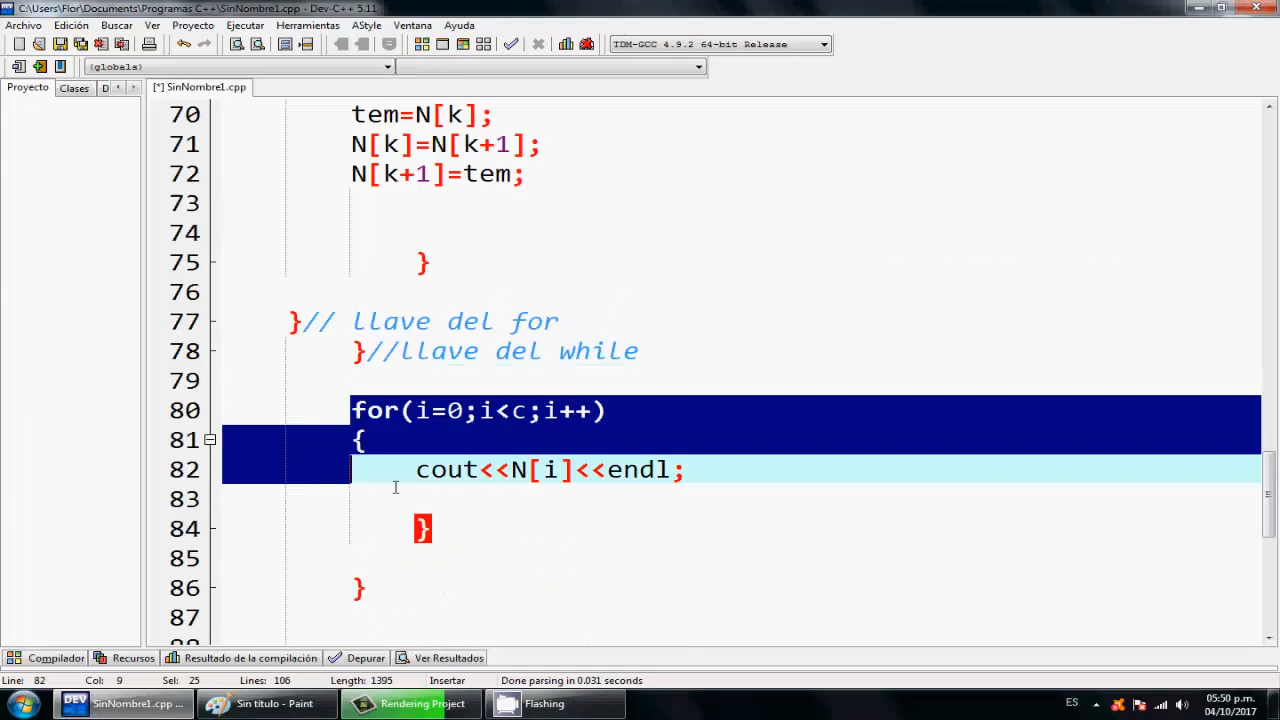 C:\Users\Flor\Documents\Programas C++\SinNombre1.cpp - Dev-C++ 5.11
Archivo Edición Buscar Ver Proyecto Ejecutar Herramientas AStyle Ventana Ayuda
TDM-GCC 4.9.2 64-bit Release
(globals)
Proyecto Clases D [*] SinNombre1.cpp
70 tem=N[k];
71 N[k]=N[k+1];
72 N[k+1]=tem;
73
74
75 }
76
77 }// llave del for
78 }//llave del while
79
80 for(i=0;i<c;i++)
81 {
82 cout<<N[i]<<endl;
83
84 }
85
86 }
87
Compilador Recursos Resultado de la compilación Depurar Ver Resultados
Line: 82 Col: 9 Sel: 25 Lines: 106 Length: 1395 Insertar Done parsing in 0.031 seconds
DEV SinNombre1.cpp ... Sin título - Paint Rendering Project Flashing ES 05:50 p.m.
04/10/2017